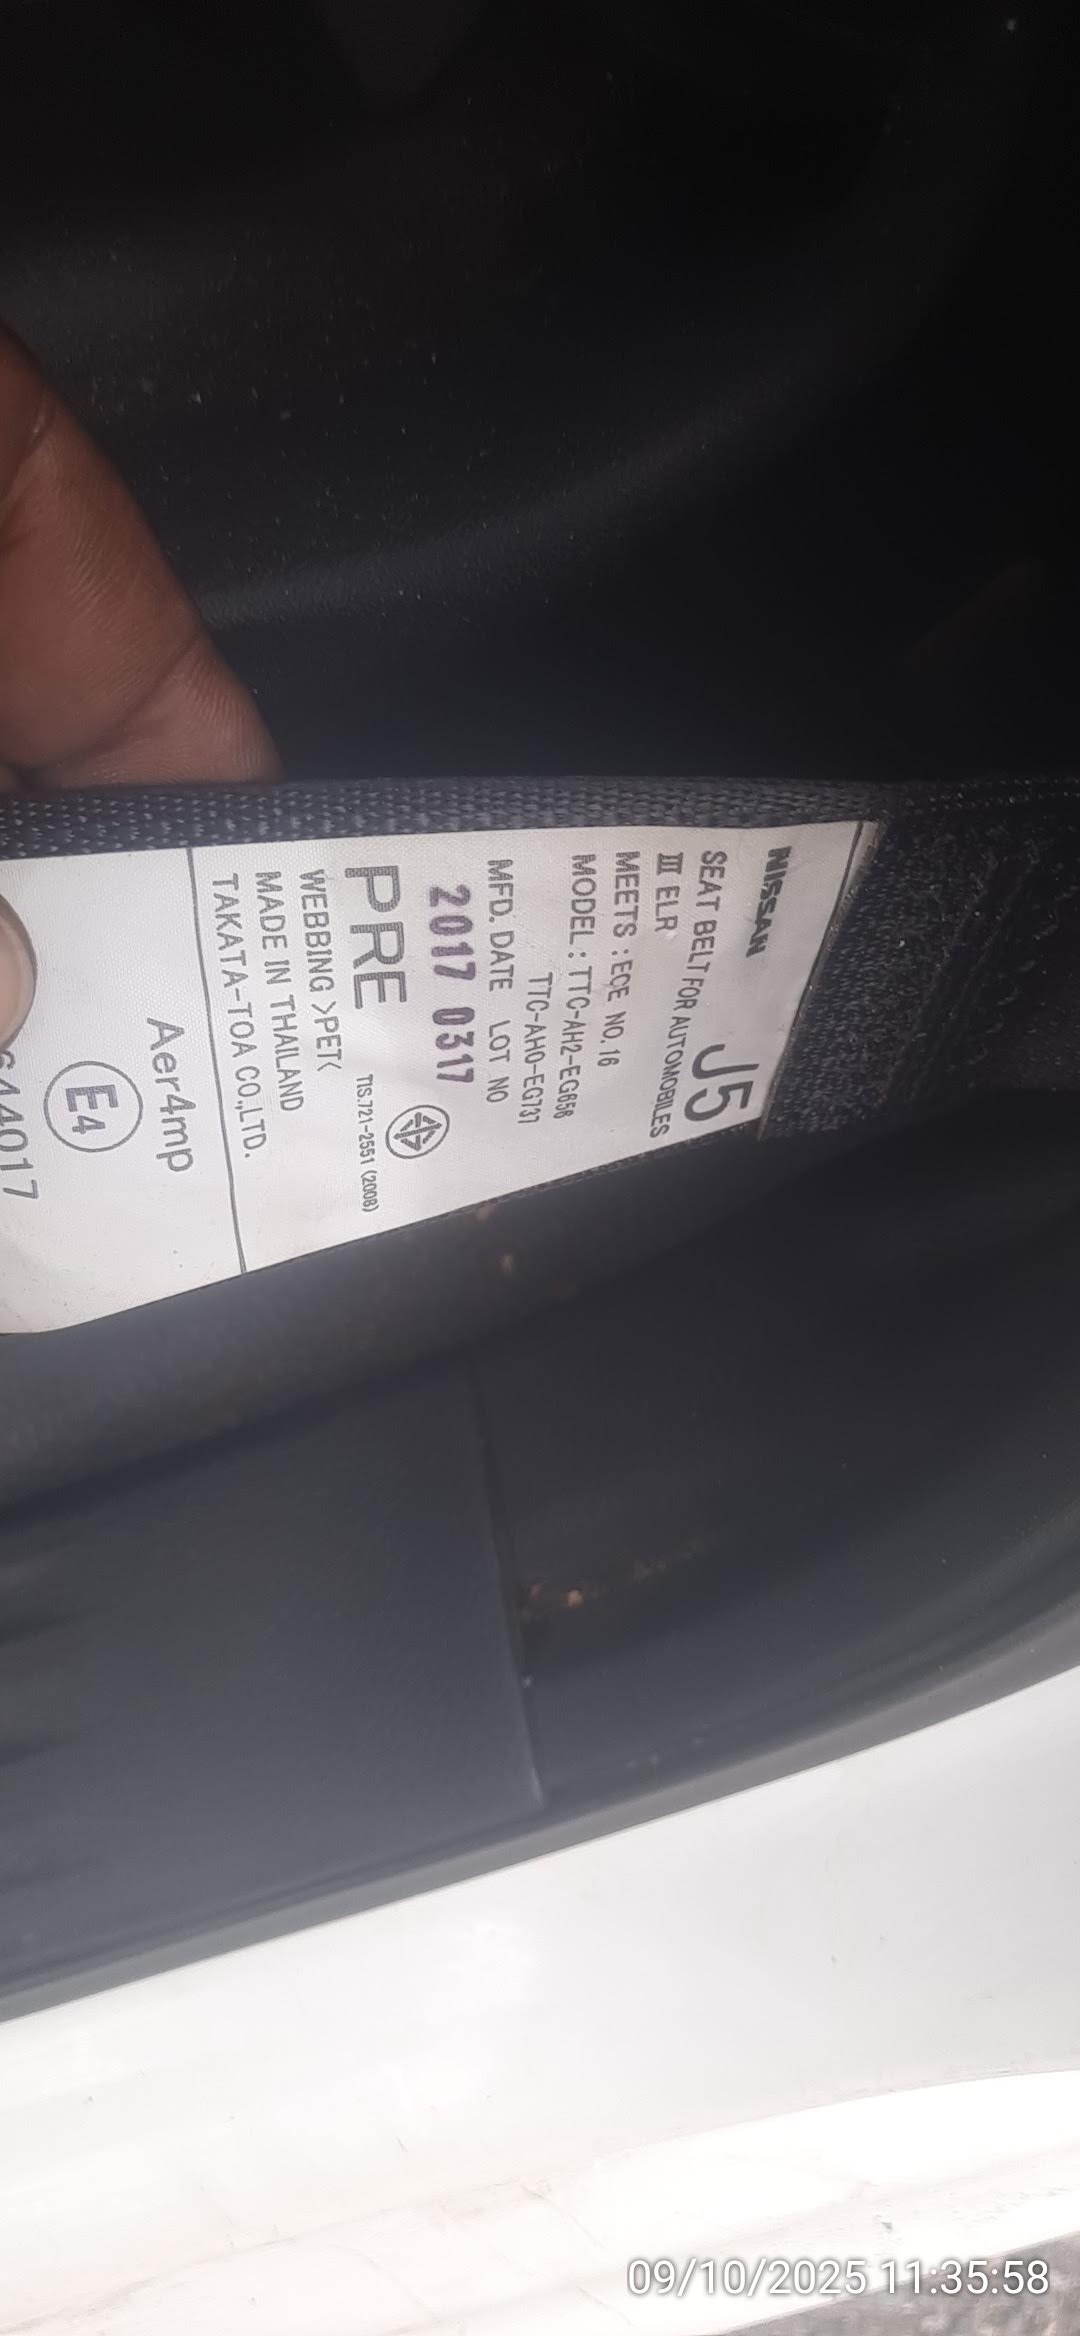 NISSAN
J5
SEAT BELT FOR AUTOMOBILES
Ⅲ ELR
MEETS : ECE NO. 16
MODEL : TTC-AH2-EG656
TTC-AH0-EG737
MFD. DATE LOT NO
2017 0317
PRE
TIS.721-2551 (2008)
WEBBING >PET<
MADE IN THAILAND
TAKATA-TOA CO.,LTD.
Aer4mp
E4
44017
09/10/2025 11:35:58